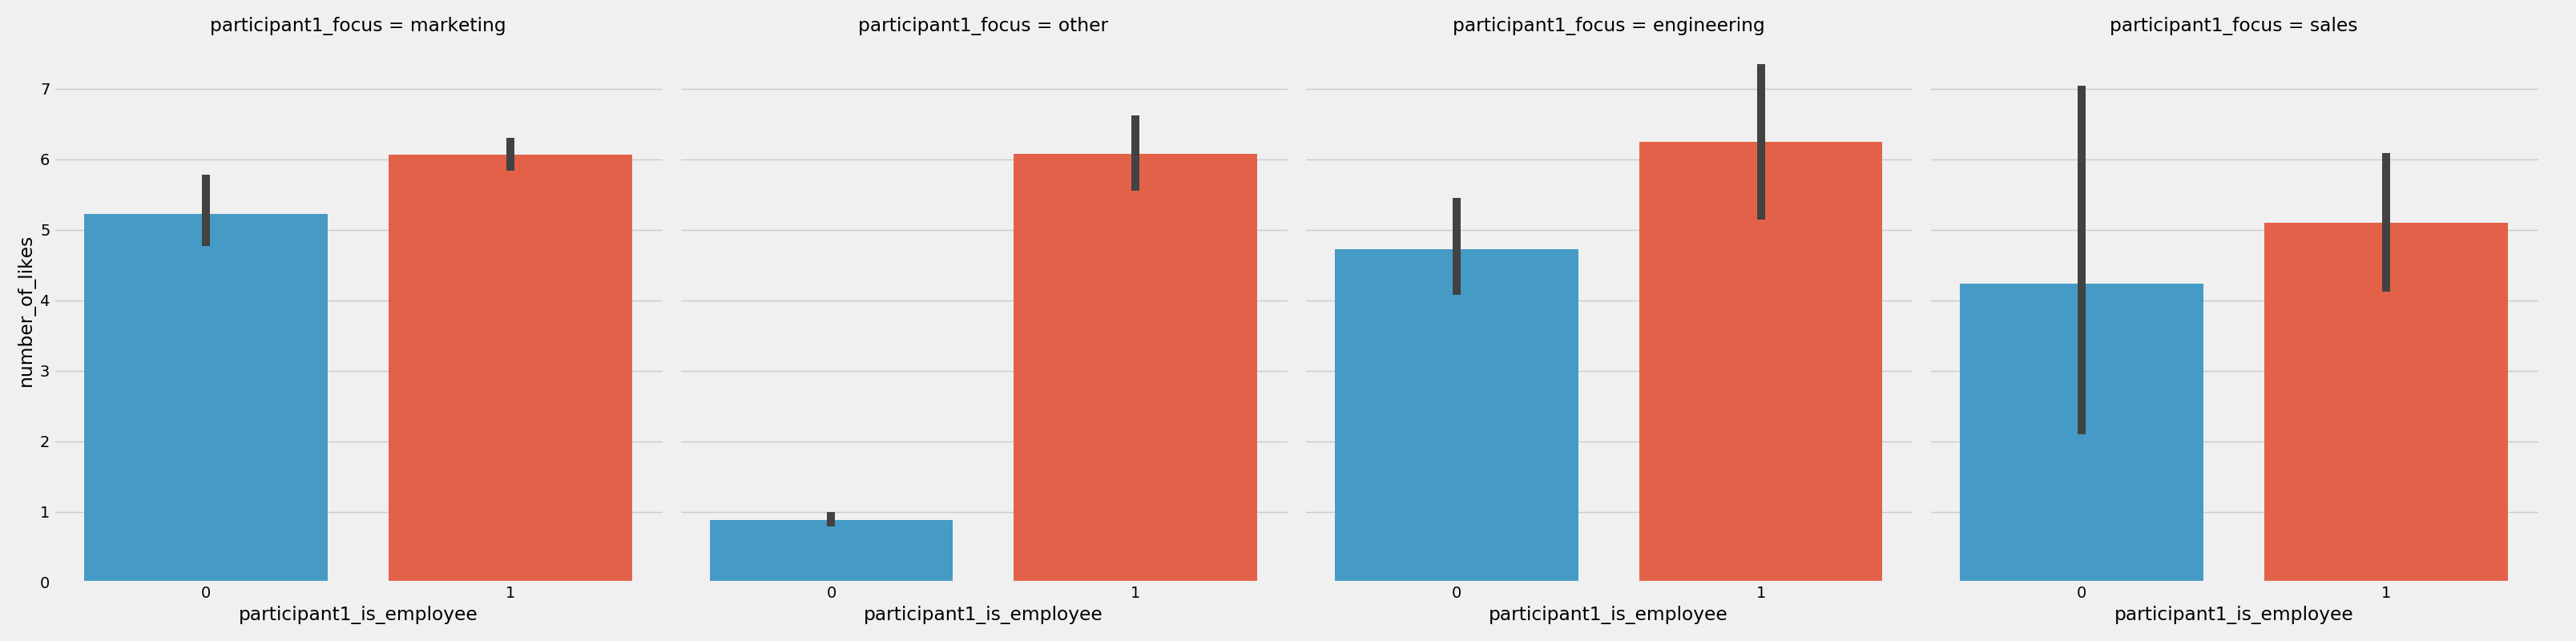 participant1_focus = marketing
participant1_focus = other
participant1_focus = engineering
participant1_focus = sales
number_of_likes
7
6
5
4
3
2
1
0
0 1
0 1
0 1
0 1
participant1_is_employee
participant1_is_employee
participant1_is_employee
participant1_is_employee